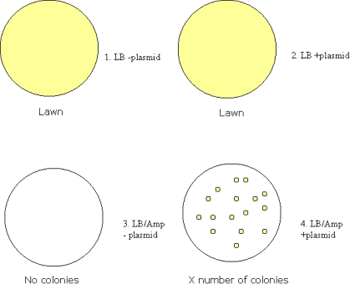 1. LB -plasmid
2. LB +plasmid
Lawn
Lawn
3. LB/Amp
- plasmid
4. LB/Amp
+plasmid
No colonies
X number of colonies